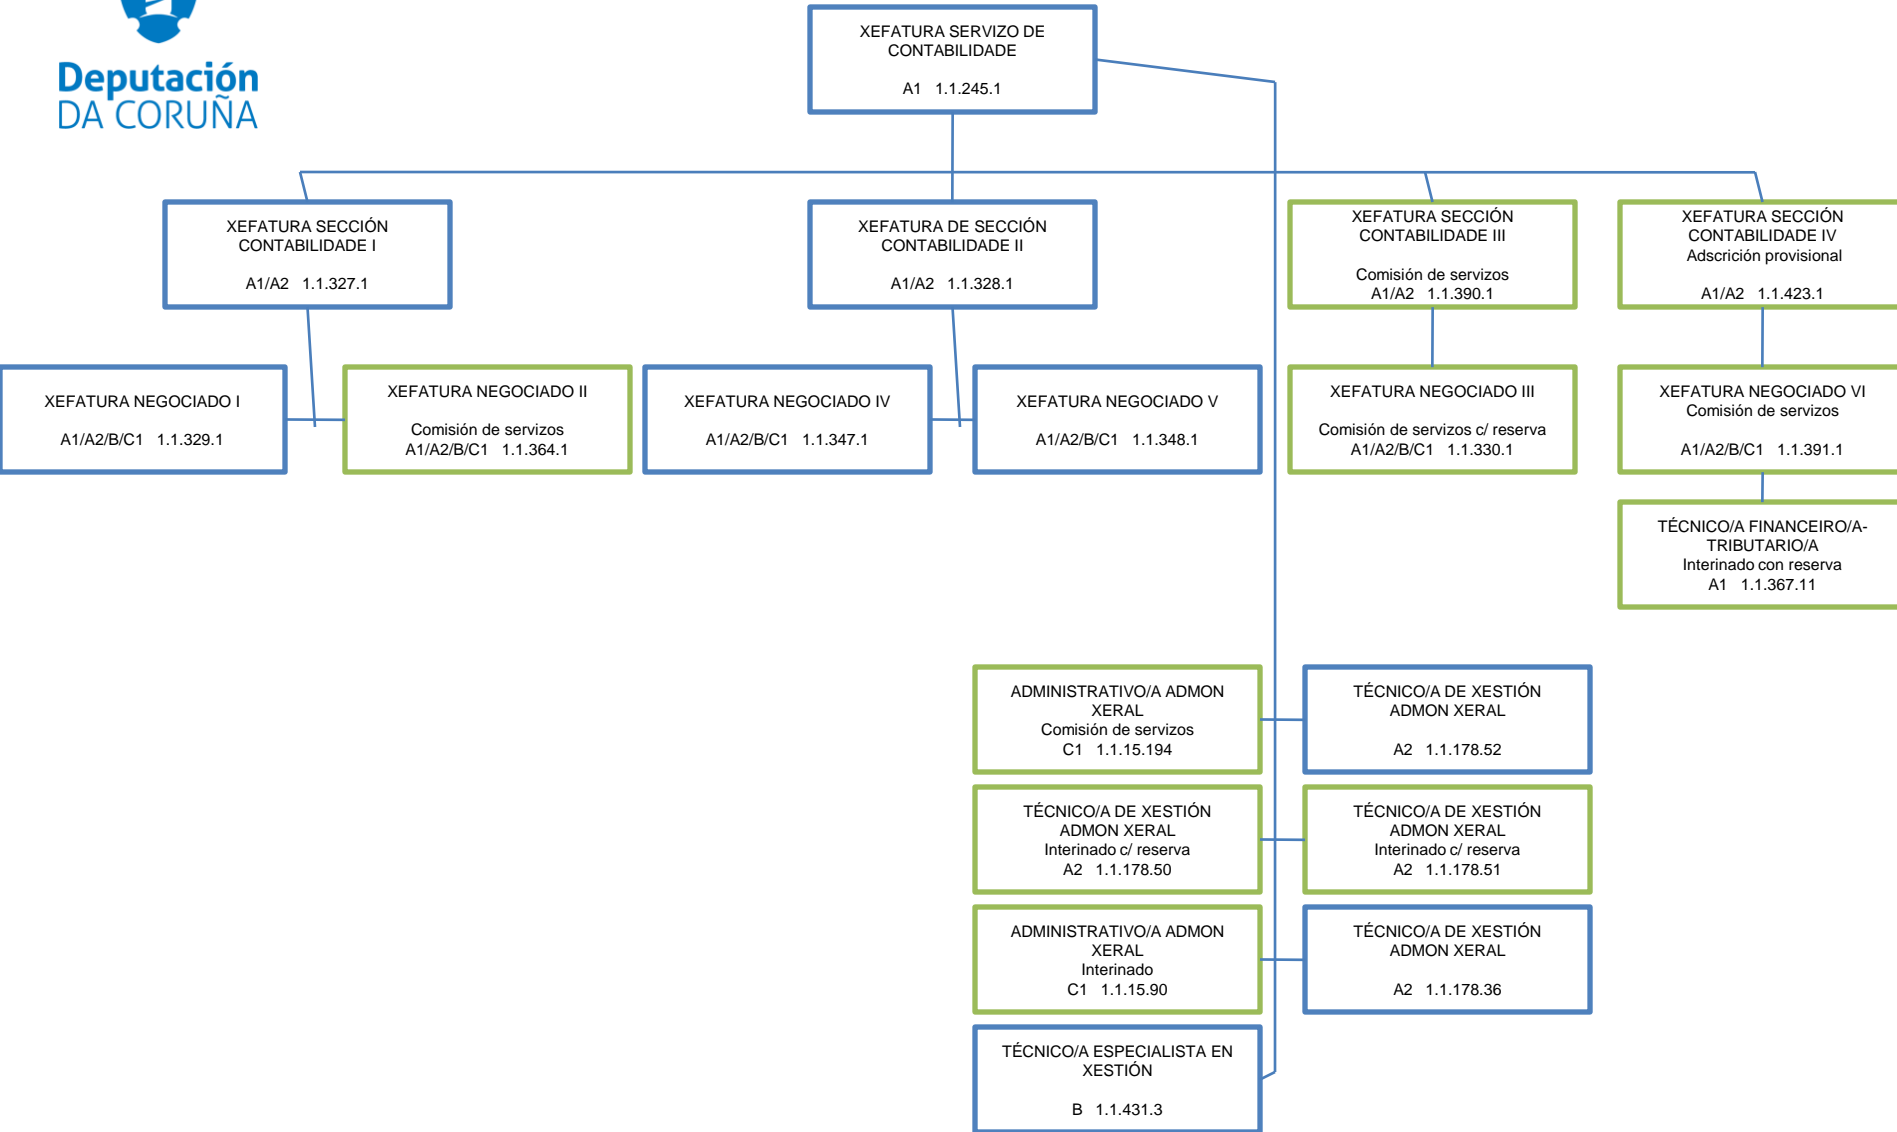 Deputación
DA CORUÑA
XEFATURA SERVIZO DE
CONTABILIDADE
A1 1.1.245.1
XEFATURA SECCIÓN
CONTABILIDADE I
A1/A2 1.1.327.1
XEFATURA DE SECCIÓN
CONTABILIDADE II
A1/A2 1.1.328.1
XEFATURA SECCIÓN
CONTABILIDADE III
Comisión de servizos
A1/A2 1.1.390.1
XEFATURA SECCIÓN
CONTABILIDADE IV
Adscrición provisional
A1/A2 1.1.423.1
XEFATURA NEGOCIADO I
A1/A2/B/C1 1.1.329.1
XEFATURA NEGOCIADO II
Comisión de servizos
A1/A2/B/C1 1.1.364.1
XEFATURA NEGOCIADO IV
A1/A2/B/C1 1.1.347.1
XEFATURA NEGOCIADO V
A1/A2/B/C1 1.1.348.1
XEFATURA NEGOCIADO III
Comisión de servizos c/ reserva
A1/A2/B/C1 1.1.330.1
XEFATURA NEGOCIADO VI
Comisión de servizos
A1/A2/B/C1 1.1.391.1
TÉCNICO/A FINANCEIRO/A-
TRIBUTARIO/A
Interinado con reserva
A1 1.1.367.11
ADMINISTRATIVO/A ADMON
XERAL
Comisión de servizos
C1 1.1.15.194
TÉCNICO/A DE XESTIÓN
ADMON XERAL
A2 1.1.178.52
TÉCNICO/A DE XESTIÓN
ADMON XERAL
Interinado c/ reserva
A2 1.1.178.50
TÉCNICO/A DE XESTIÓN
ADMON XERAL
Interinado c/ reserva
A2 1.1.178.51
ADMINISTRATIVO/A ADMON
XERAL
Interinado
C1 1.1.15.90
TÉCNICO/A DE XESTIÓN
ADMON XERAL
A2 1.1.178.36
TÉCNICO/A ESPECIALISTA EN
XESTIÓN
B 1.1.431.3